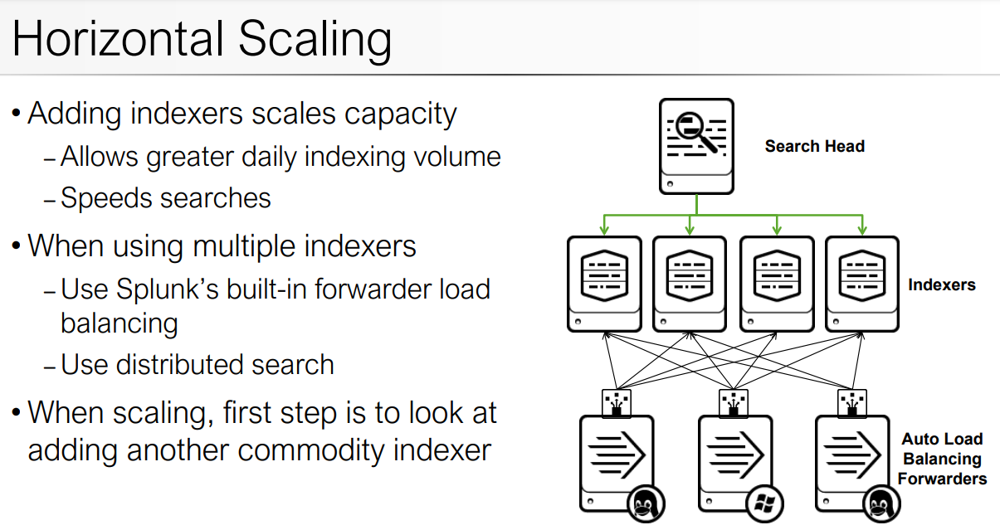 Horizontal Scaling
• Adding indexers scales capacity
– Allows greater daily indexing volume
– Speeds searches
• When using multiple indexers
– Use Splunk's built-in forwarder load
balancing
– Use distributed search
• When scaling, first step is to look at
adding another commodity indexer
Search Head
Indexers
Auto Load
Balancing
Forwarders